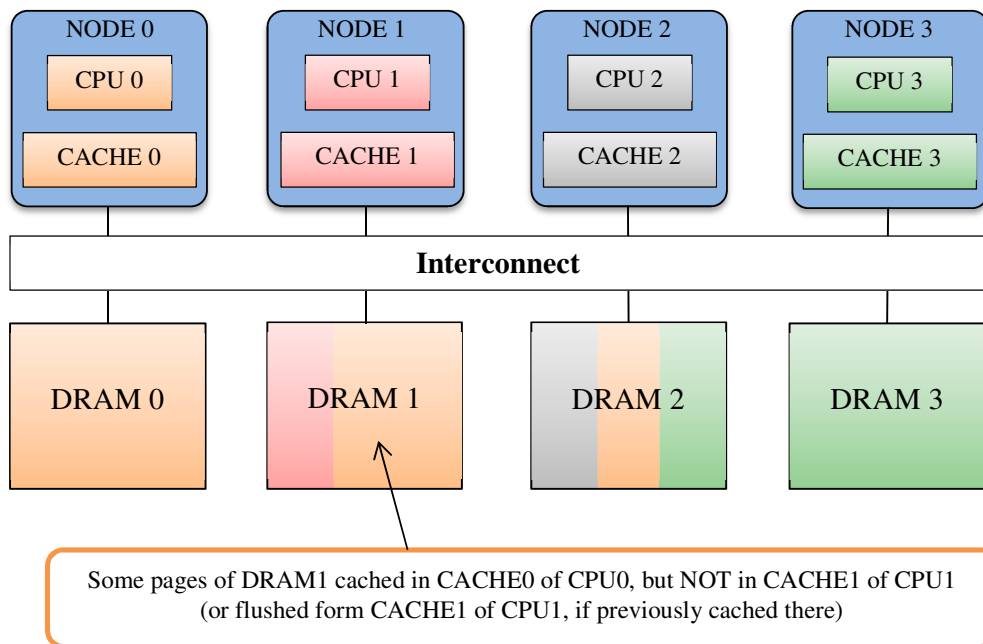 NODE 0 NODE 1 NODE 2 NODE 3
CPU 0 CPU 1 CPU 2 CPU 3
CACHE 0 CACHE 1 CACHE 2 CACHE 3
Interconnect
DRAM 0 DRAM 1 DRAM 2 DRAM 3
Some pages of DRAM1 cached in CACHE0 of CPU0, but NOT in CACHE1 of CPU1
(or flushed form CACHE1 of CPU1, if previously cached there)